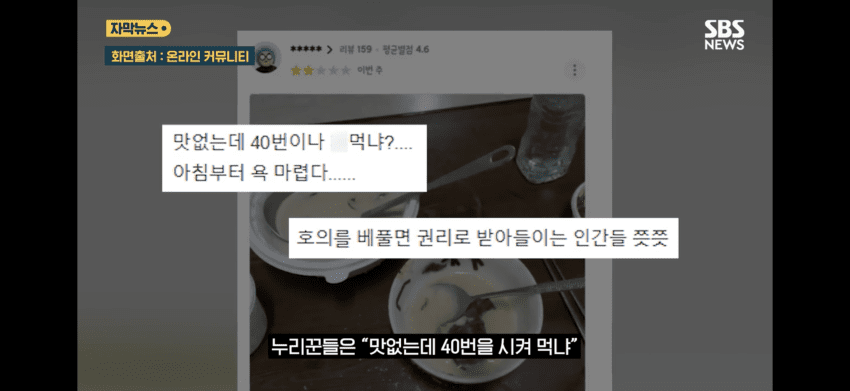 자막뉴스
SBS
NEWS
화면출처 : 온라인 커뮤니티
***** > 리뷰 159 · 평균별점 4.6
이번 주
맛없는데 40번이나 먹냐?....
아침부터 욕 마렵다......
호의를 베풀면 권리로 받아들이는 인간들 쯧쯧
누리꾼들은 “맛없는데 40번을 시켜 먹냐”